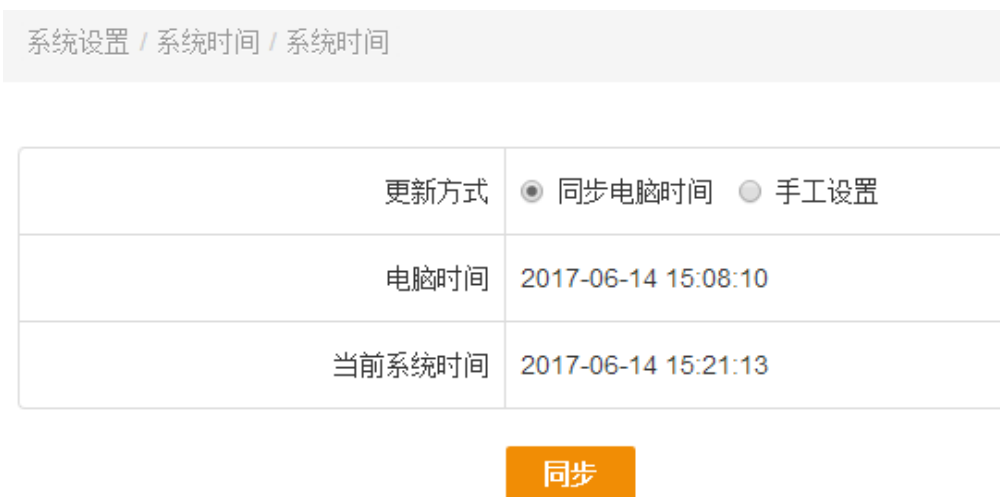 系统设置 / 系统时间 / 系统时间
更新方式 同步电脑时间 手工设置
电脑时间 2017-06-14 15:08:10
当前系统时间 2017-06-14 15:21:13
同步